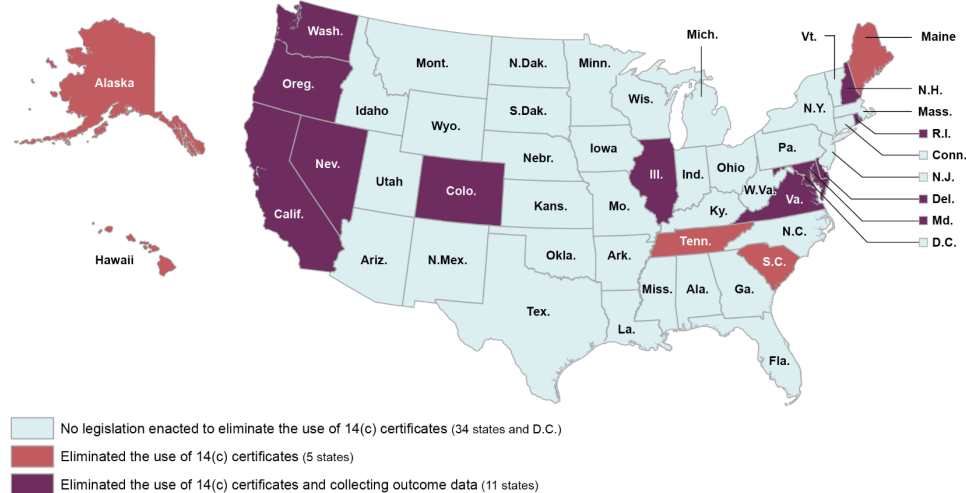 Wash.
Mich.
Vt.
Maine
Alaska
Mont.
N.Dak.
Minn.
Oreg.
N.H.
Idaho
S.Dak.
Wis.
N.Y.
Mass.
Wyo.
R.I.
Iowa
Pa.
Conn.
Nev.
Nebr.
Ill.
Ind.
Ohio
N.J.
Utah
Colo.
W.Va.
Va.
Del.
Calif.
Kans.
Mo.
Ky.
Md.
N.C.
D.C.
Tenn.
Hawaii
Ariz.
N.Mex.
Okla.
Ark.
S.C.
Miss.
Ala.
Ga.
Tex.
La.
Fla.
No legislation enacted to eliminate the use of 14(c) certificates (34 states and D.C.)
Eliminated the use of 14(c) certificates (5 states)
Eliminated the use of 14(c) certificates and collecting outcome data (11 states)